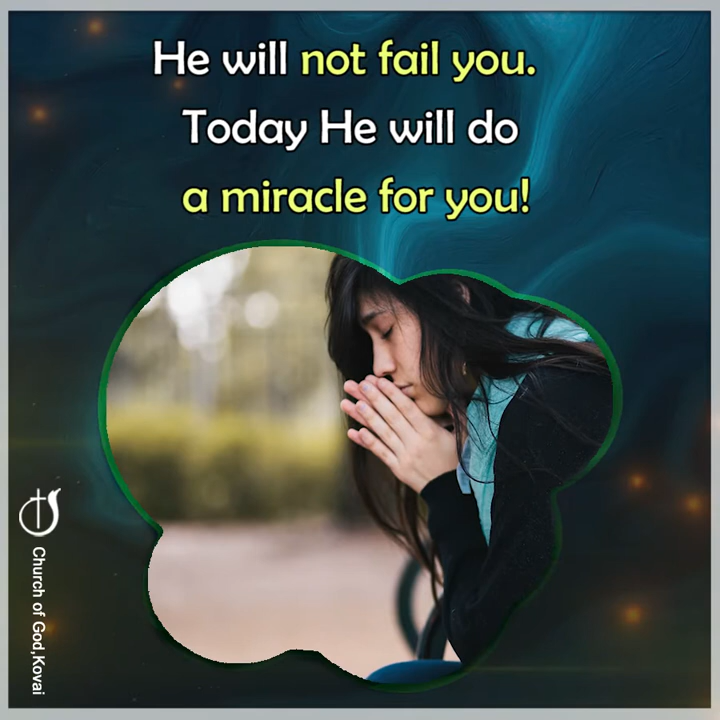 He will not fail you.
Today He will do
a miracle for you!
Church of God,Kovai